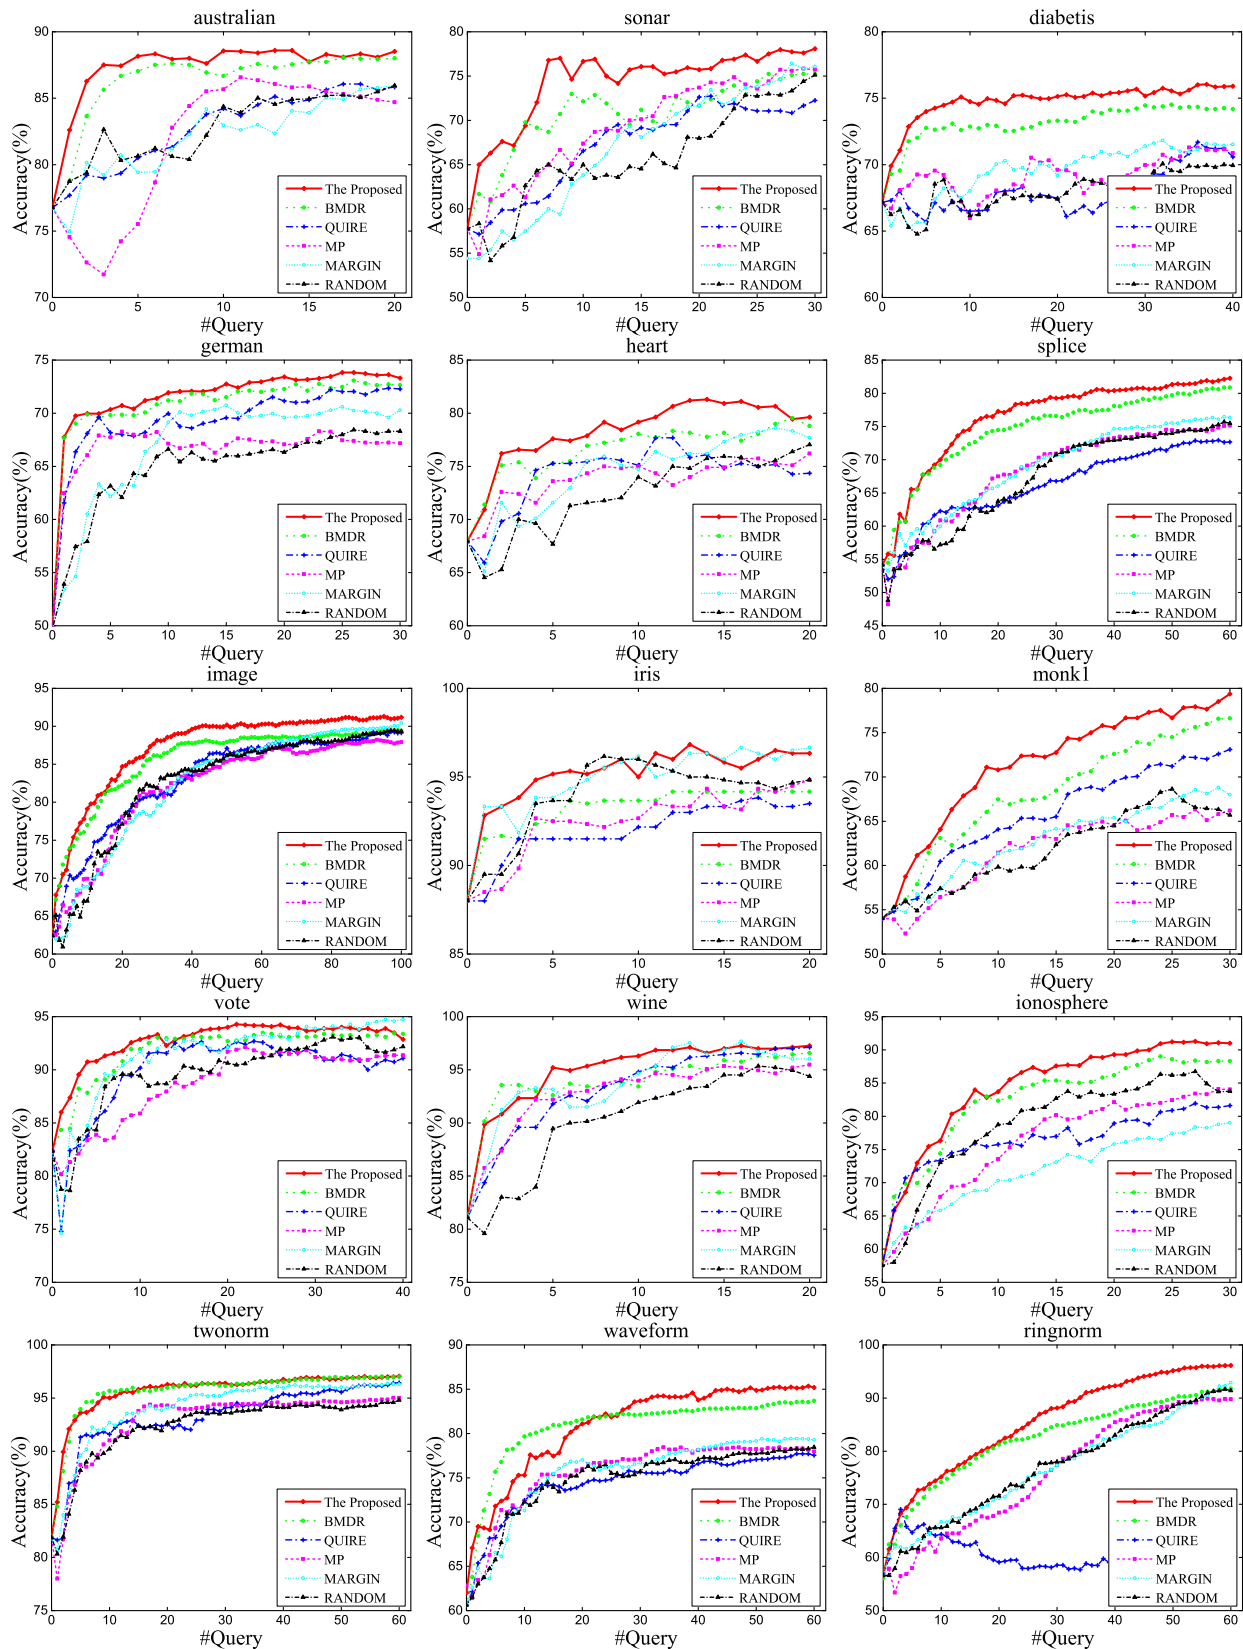 australian
Accuracy(%)
90
85
80
75
70
0 5 10 15 20
#Query
The Proposed
BMDR
QUIRE
MP
MARGIN
RANDOM
sonar
Accuracy(%)
80
75
70
65
60
55
50
0 5 10 15 20 25 30
#Query
The Proposed
BMDR
QUIRE
MP
MARGIN
RANDOM
diabetis
Accuracy(%)
80
75
70
65
60
0 10 20 30 40
#Query
The Proposed
BMDR
QUIRE
MP
MARGIN
RANDOM
german
Accuracy(%)
75
70
65
60
55
50
0 5 10 15 20 25 30
#Query
The Proposed
BMDR
QUIRE
MP
MARGIN
RANDOM
heart
Accuracy(%)
85
80
75
70
65
60
0 5 10 15 20
#Query
The Proposed
BMDR
QUIRE
MP
MARGIN
RANDOM
splice
Accuracy(%)
85
80
75
70
65
60
55
50
45
0 10 20 30 40 50 60
#Query
The Proposed
BMDR
QUIRE
MP
MARGIN
RANDOM
image
Accuracy(%)
95
90
85
80
75
70
65
60
0 20 40 60 80 100
#Query
The Proposed
BMDR
QUIRE
MP
MARGIN
RANDOM
iris
Accuracy(%)
100
95
90
85
0 5 10 15 20
#Query
The Proposed
BMDR
QUIRE
MP
MARGIN
RANDOM
monk1
Accuracy(%)
80
75
70
65
60
55
50
0 5 10 15 20 25 30
#Query
The Proposed
BMDR
QUIRE
MP
MARGIN
RANDOM
vote
Accuracy(%)
95
90
85
80
75
70
0 10 20 30 40
#Query
The Proposed
BMDR
QUIRE
MP
MARGIN
RANDOM
wine
Accuracy(%)
100
95
90
85
80
75
0 5 10 15 20
#Query
The Proposed
BMDR
QUIRE
MP
MARGIN
RANDOM
ionosphere
Accuracy(%)
95
90
85
80
75
70
65
60
55
0 5 10 15 20 25 30
#Query
The Proposed
BMDR
QUIRE
MP
MARGIN
RANDOM
twonorm
Accuracy(%)
100
95
90
85
80
75
0 10 20 30 40 50 60
#Query
The Proposed
BMDR
QUIRE
MP
MARGIN
RANDOM
waveform
Accuracy(%)
90
85
80
75
70
65
60
0 10 20 30 40 50 60
#Query
The Proposed
BMDR
QUIRE
MP
MARGIN
RANDOM
ringnorm
Accuracy(%)
100
90
80
70
60
50
0 10 20 30 40 50 60
#Query
The Proposed
BMDR
QUIRE
MP
MARGIN
RANDOM